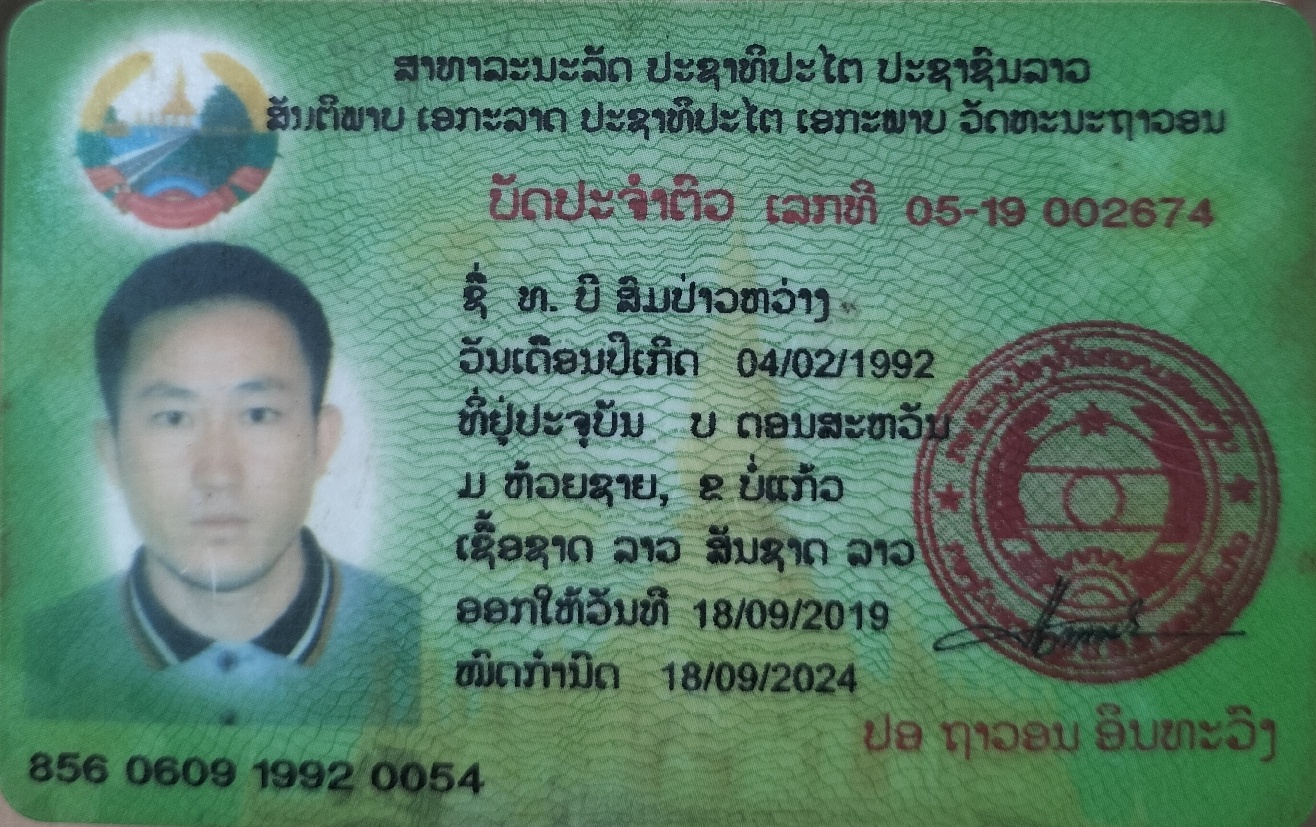 ສາທາລະນະລັດ ປະຊາທິປະໄຕ ປະຊາຊົນລາວ
ສັນຕິພາບ ເອກະລາດ ປະຊາທິປະໄຕ ເອກະພາບ ວັດທະນະຖາວອນ
ບັດປະຈຳຕົວ ເລກທີ 05-19 002674
ຊື່ ທ. ບີ ສົມປ່າວຫວ່າງ
ວັນເດືອນປີເກີດ 04/02/1992
ທີ່ຢູ່ປະຈຸບັນ ບ ດອນສະຫວັນ
ມ ຫ້ວຍຊາຍ, ຂ ບໍ່ແກ້ວ
ເຊື້ອຊາດ ລາວ ສັນຊາດ ລາວ
ອອກໃຫ້ວັນທີ 18/09/2019
ໝົດກຳນົດ 18/09/2024
ປອ ຖາວອນ ອິນທະວົງ
856 0609 1992 0054